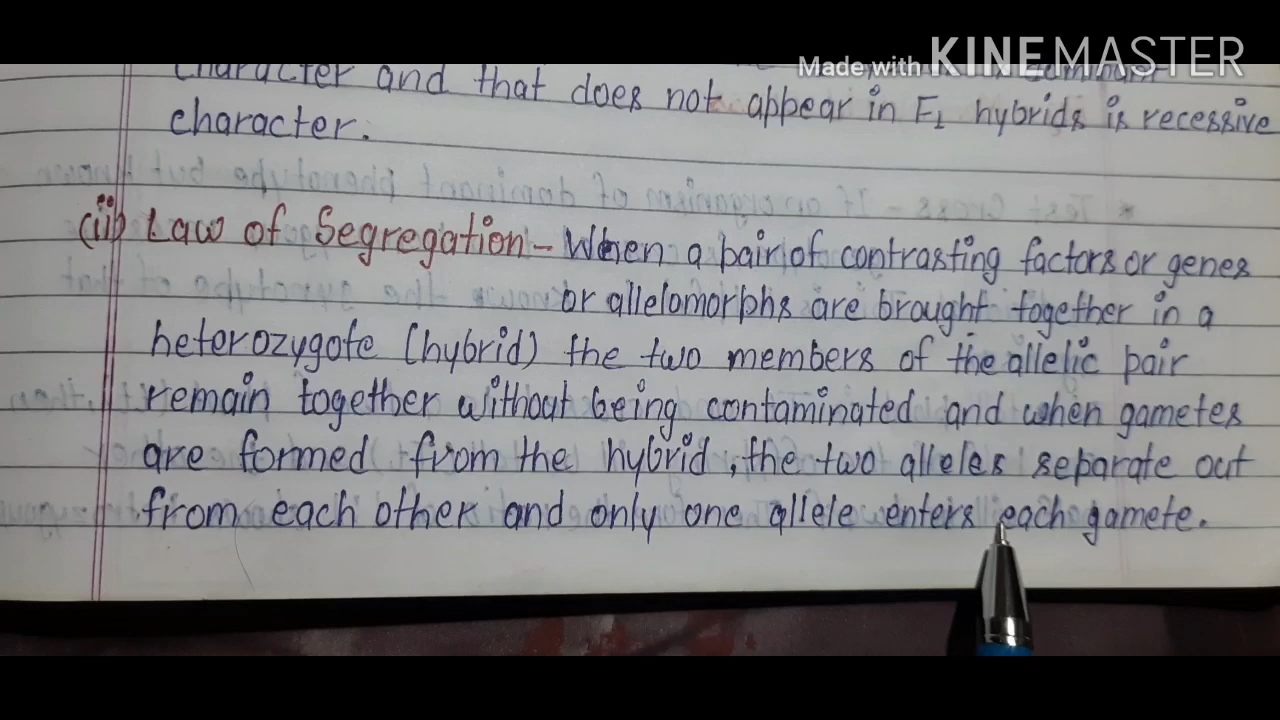 Made with KINEMASTER
character and that does not appear in F1 hybrids is recessive
character.
(ii) Law of Segregation - When a pair of contrasting factors or genes
or allelomorphs are brought together in a
heterozygote (hybrid) the two members of the allelic pair
remain together without being contaminated and when gametes
are formed from the hybrid, the two alleles separate out
from each other and only one allele enters each gamete.